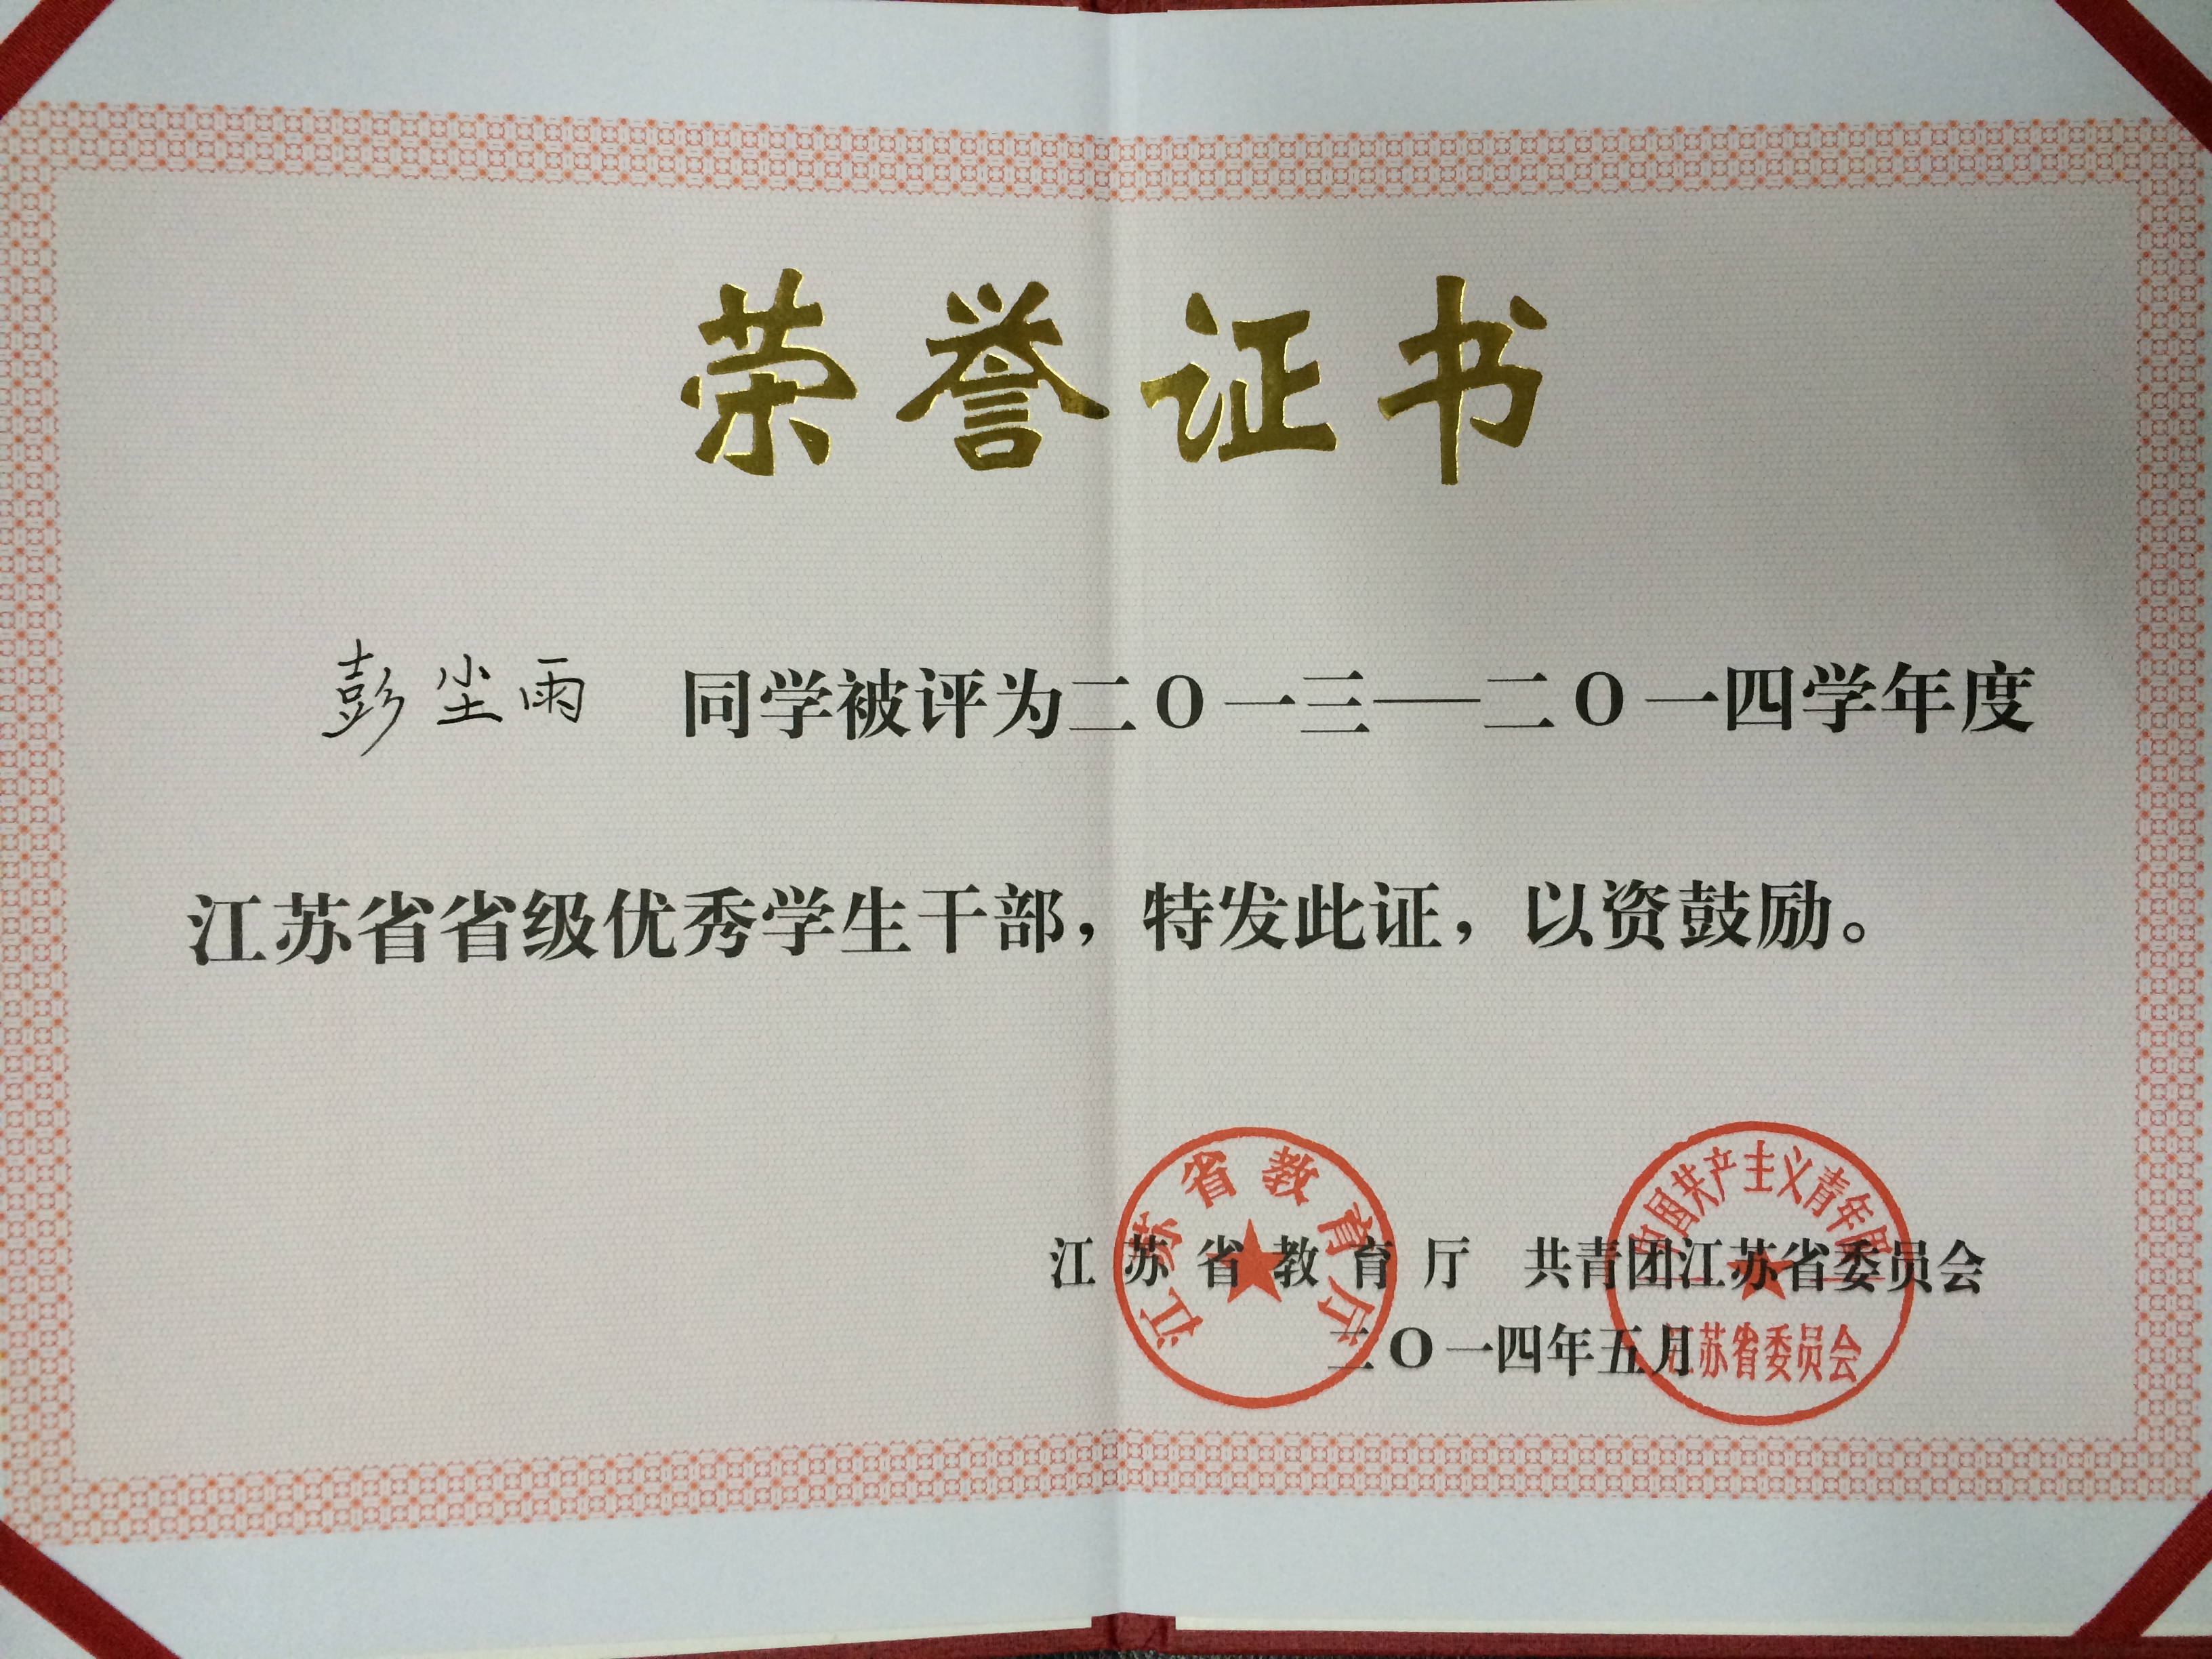 荣誉证书
彭尘雨 同学被评为二〇一三——二〇一四学年度
江苏省省级优秀学生干部，特发此证，以资鼓励。
江苏省教育厅 共青团江苏省委员会
二〇一四年五月
江苏省教育厅
中国共产主义青年团
江苏省委员会